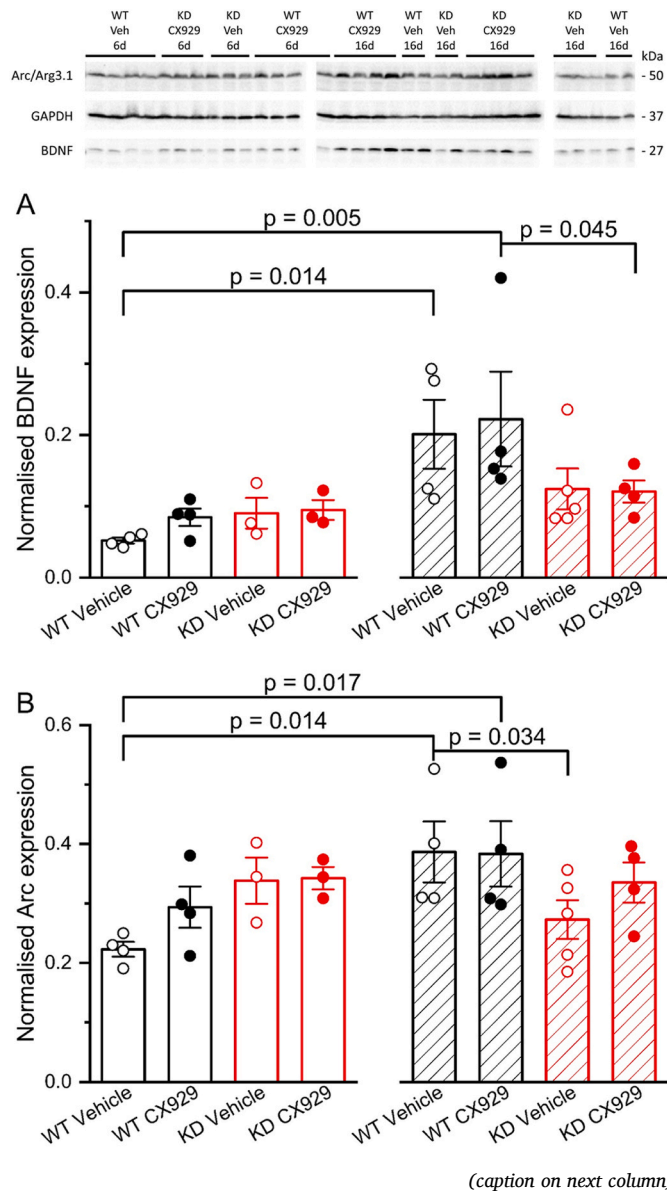 WT Veh 6d KD CX929 6d KD Veh 6d WT CX929 6d WT CX929 16d WT Veh 16d KD Veh 16d KD CX929 16d KD Veh 16d WT Veh 16d
kDa
Arc/Arg3.1 - 50
GAPDH - 37
BDNF - 27
A
p = 0.005
p = 0.045
p = 0.014
Normalised BDNF expression
0.4
0.2
0.0
WT Vehicle WT CX929 KD Vehicle KD CX929 WT Vehicle WT CX929 KD Vehicle KD CX929
B
p = 0.017
p = 0.014
p = 0.034
Normalised Arc expression
0.6
0.4
0.2
0.0
WT Vehicle WT CX929 KD Vehicle KD CX929 WT Vehicle WT CX929 KD Vehicle KD CX929
(caption on next column